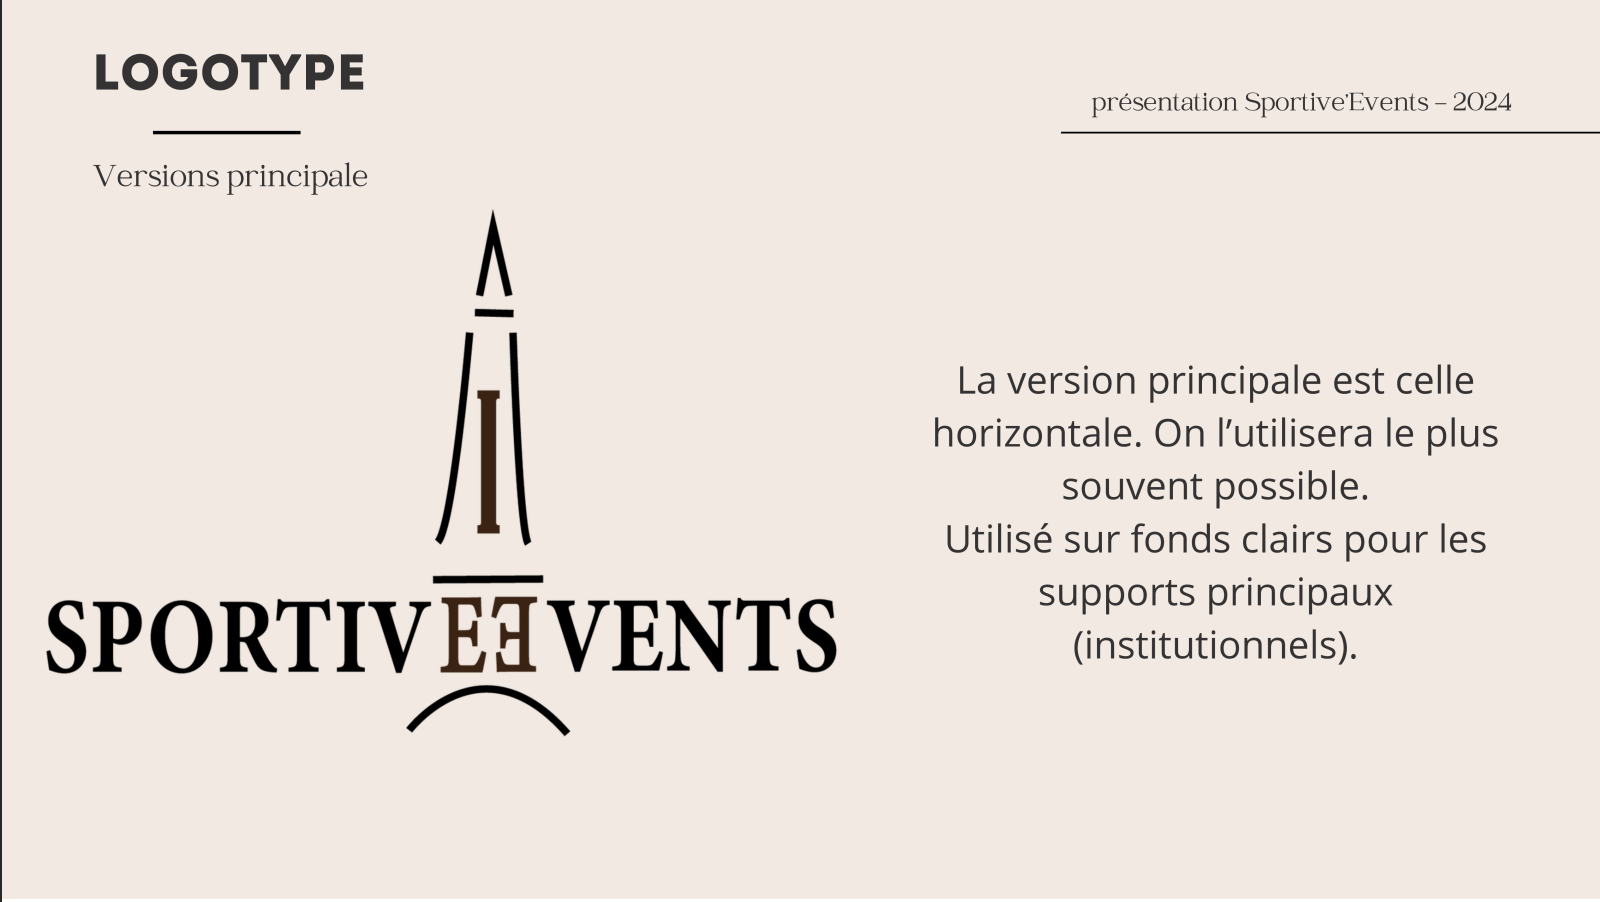 LOGOTYPE
présentation Sportive’Events – 2024
Versions principale
I
SPORTIVEƎVENTS
La version principale est celle
horizontale. On l’utilisera le plus
souvent possible.
Utilisé sur fonds clairs pour les
supports principaux
(institutionnels).